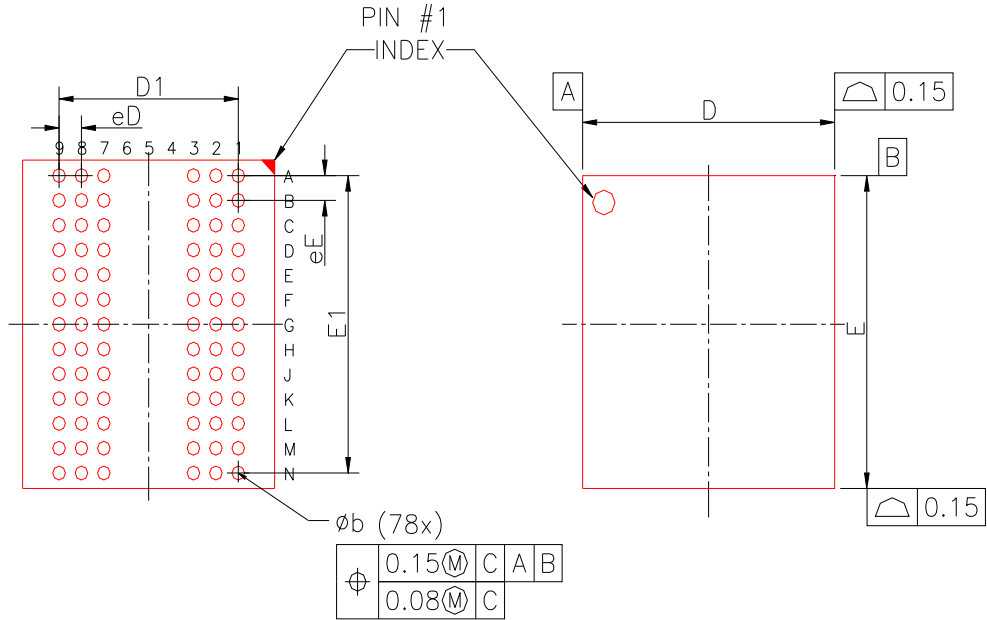 PIN #1
INDEX
D1
eD
9 8 7 6 5 4 3 2 1
A
B
C
D
E
F
G
H
J
K
L
M
N
eE
E1
øb (78x)
0.15Ⓜ C A B
0.08Ⓜ C
A
D
0.15
B
E
0.15